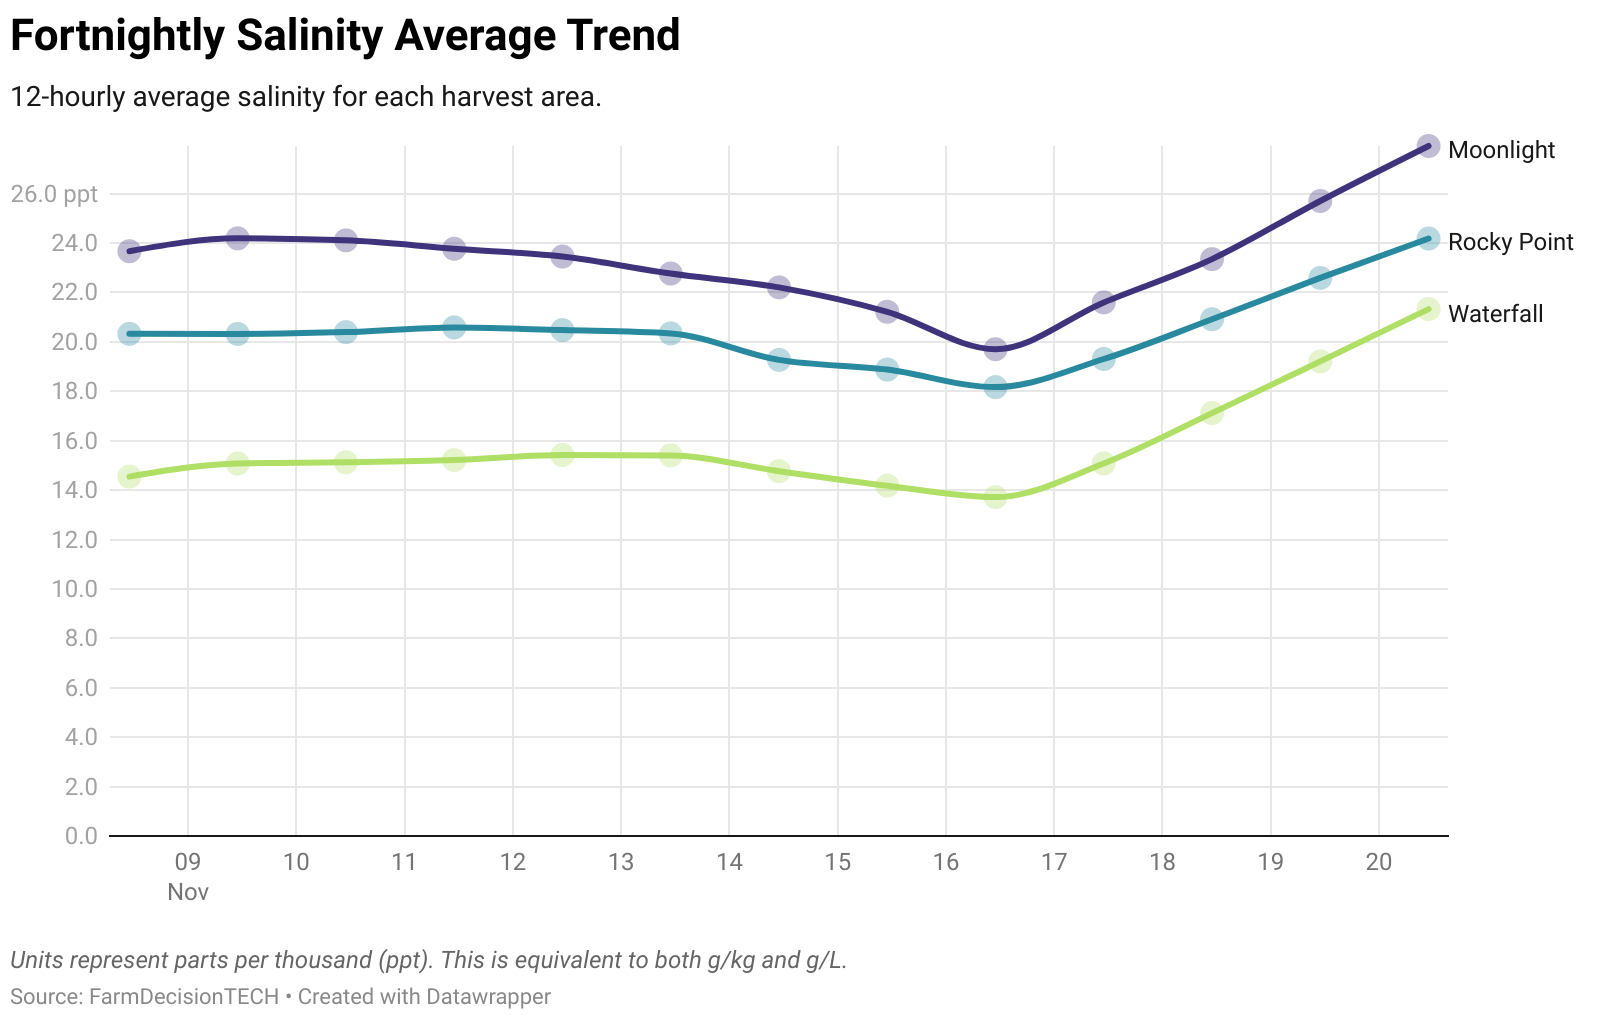 Fortnightly Salinity Average Trend
12-hourly average salinity for each harvest area.
Moonlight
26.0 ppt
24.0
Rocky Point
22.0
Waterfall
20.0
18.0
16.0
14.0
12.0
10.0
8.0
6.0
4.0
2.0
0.0
09 10 11 12 13 14 15 16 17 18 19 20
Nov
Units represent parts per thousand (ppt). This is equivalent to both g/kg and g/L.
Source: FarmDecisionTECH • Created with Datawrapper